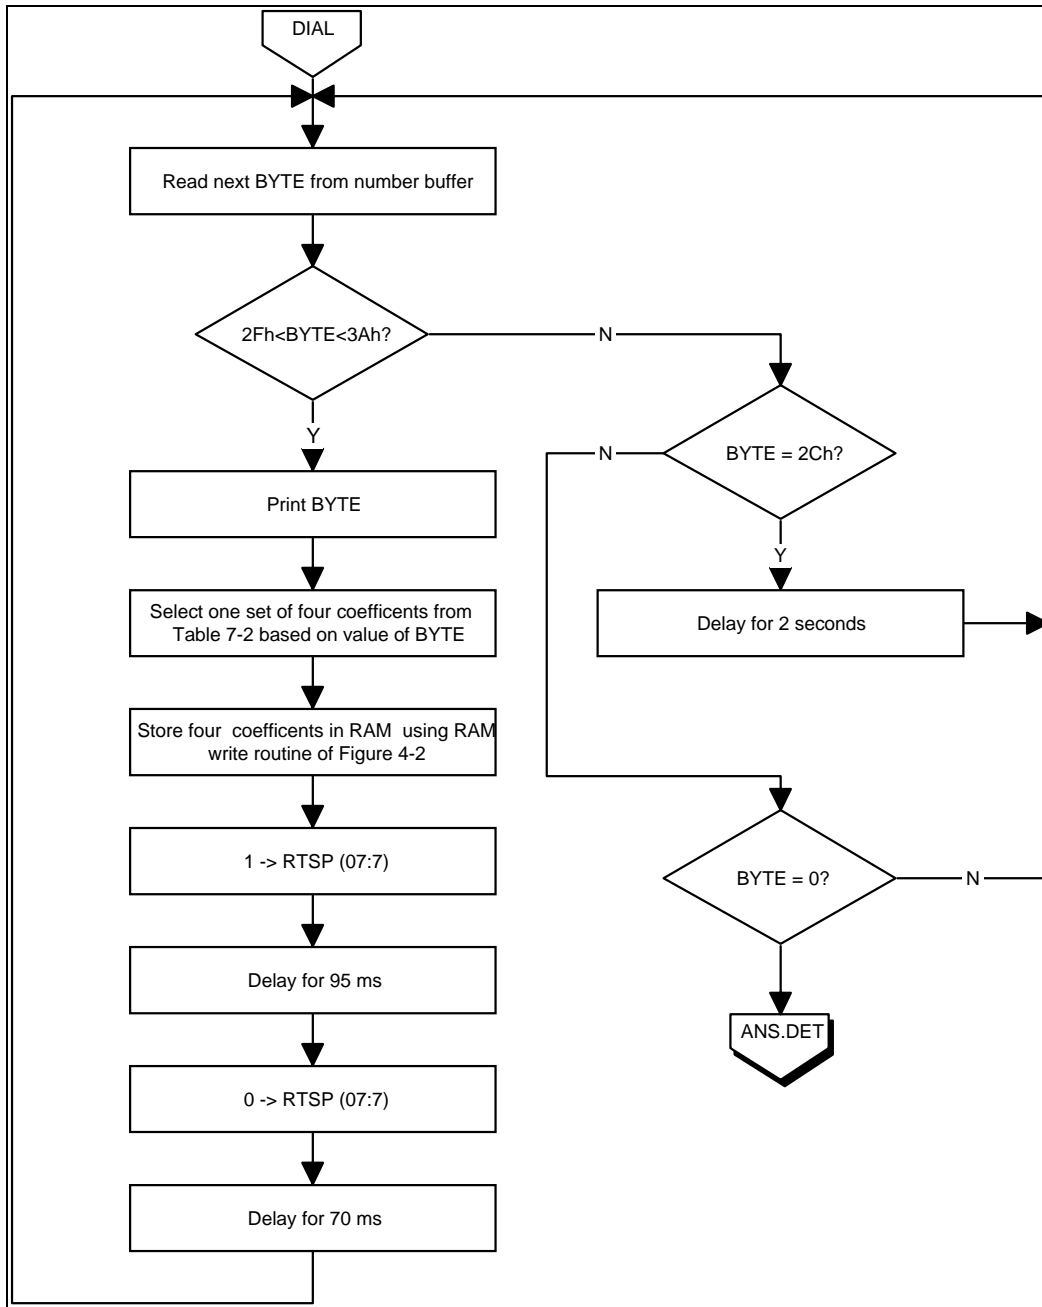 DIAL
Read next BYTE from number buffer
2Fh<BYTE<3Ah?
N
Y
BYTE = 2Ch?
N
Y
Print BYTE
Select one set of four coefficents from
Table 7-2 based on value of BYTE
Delay for 2 seconds
Store four coefficents in RAM using RAM
write routine of Figure 4-2
1 -> RTSP (07:7)
BYTE = 0?
N
Delay for 95 ms
ANS.DET
0 -> RTSP (07:7)
Delay for 70 ms